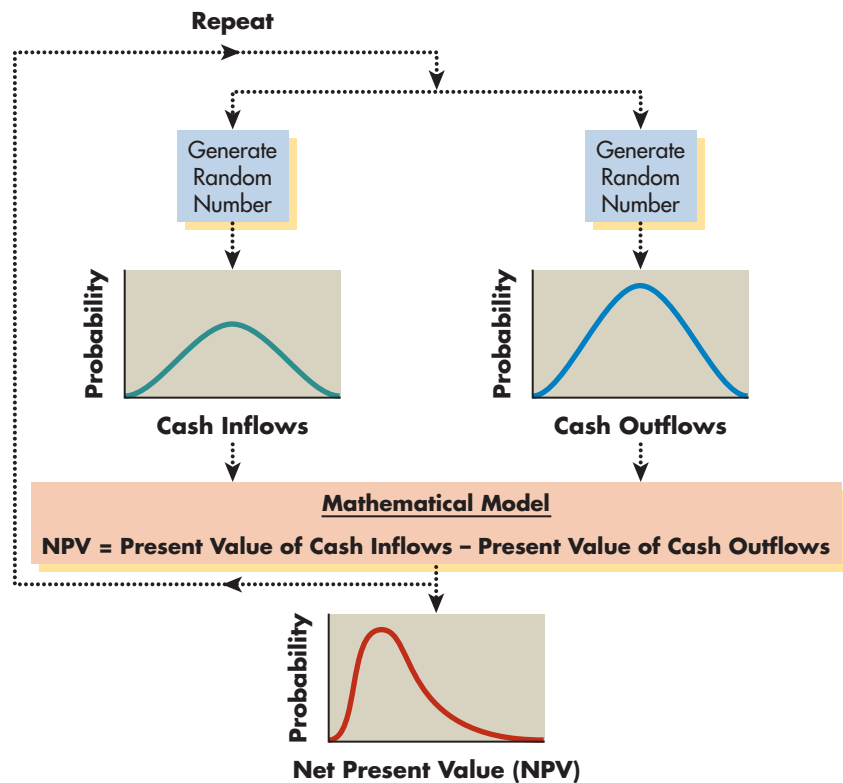 Repeat
Generate
Random
Number
Generate
Random
Number
Probability
Cash Inflows
Probability
Cash Outflows
Mathematical Model
NPV = Present Value of Cash Inflows – Present Value of Cash Outflows
Probability
Net Present Value (NPV)